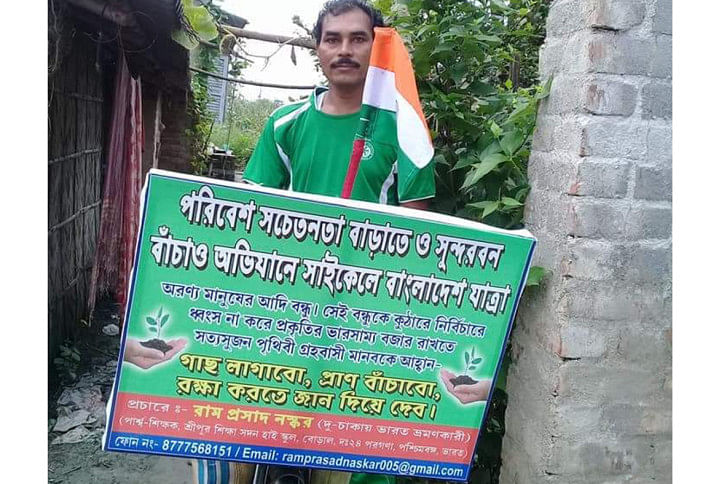 পরিবেশ সচেতনতা বাড়াতে ও সুন্দরবন
বাঁচাও অভিযানে সাইকেলে বাংলাদেশ যাত্রা
অরণ্য মানুষের আদি বন্ধু। সেই বন্ধুকে কুঠারে নির্বিচারে
ধ্বংস না করে প্রকৃতির ভারসাম্য বজার রাখতে
সত্যসৃজন পৃথিবী গ্রহবাসী মানবকে আহ্বান-
গাছ লাগাবো, প্রাণ বাঁচাবো,
রক্ষা করতে জান দিয়ে দেব।
প্রচারে ঃ- রাম প্রসাদ নস্কর (দু-চাকায় ভারত ভ্রমণকারী)
(পার্শ্ব-শিক্ষক, শ্রীপুর শিক্ষা সদন হাই স্কুল, বোড়াল, দঃ২৪ পরগণা, পশ্চিমবঙ্গ, ভারত)
ফোন নং- 8777568151 / Email: ramprasadnaskar005@gmail.com